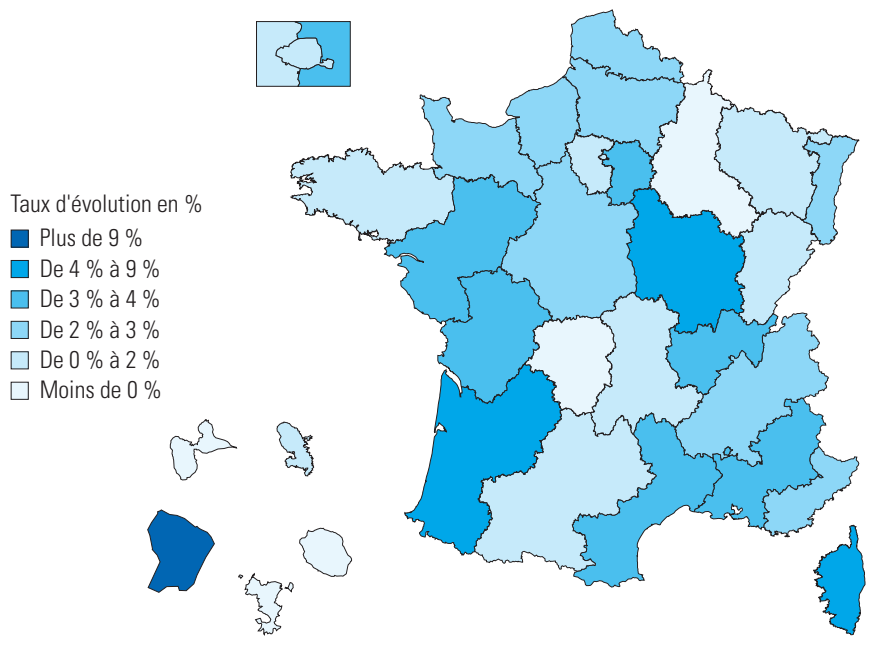 Taux d'évolution en %
Plus de 9 %
De 4 % à 9 %
De 3 % à 4 %
De 2 % à 3 %
De 0 % à 2 %
Moins de 0 %